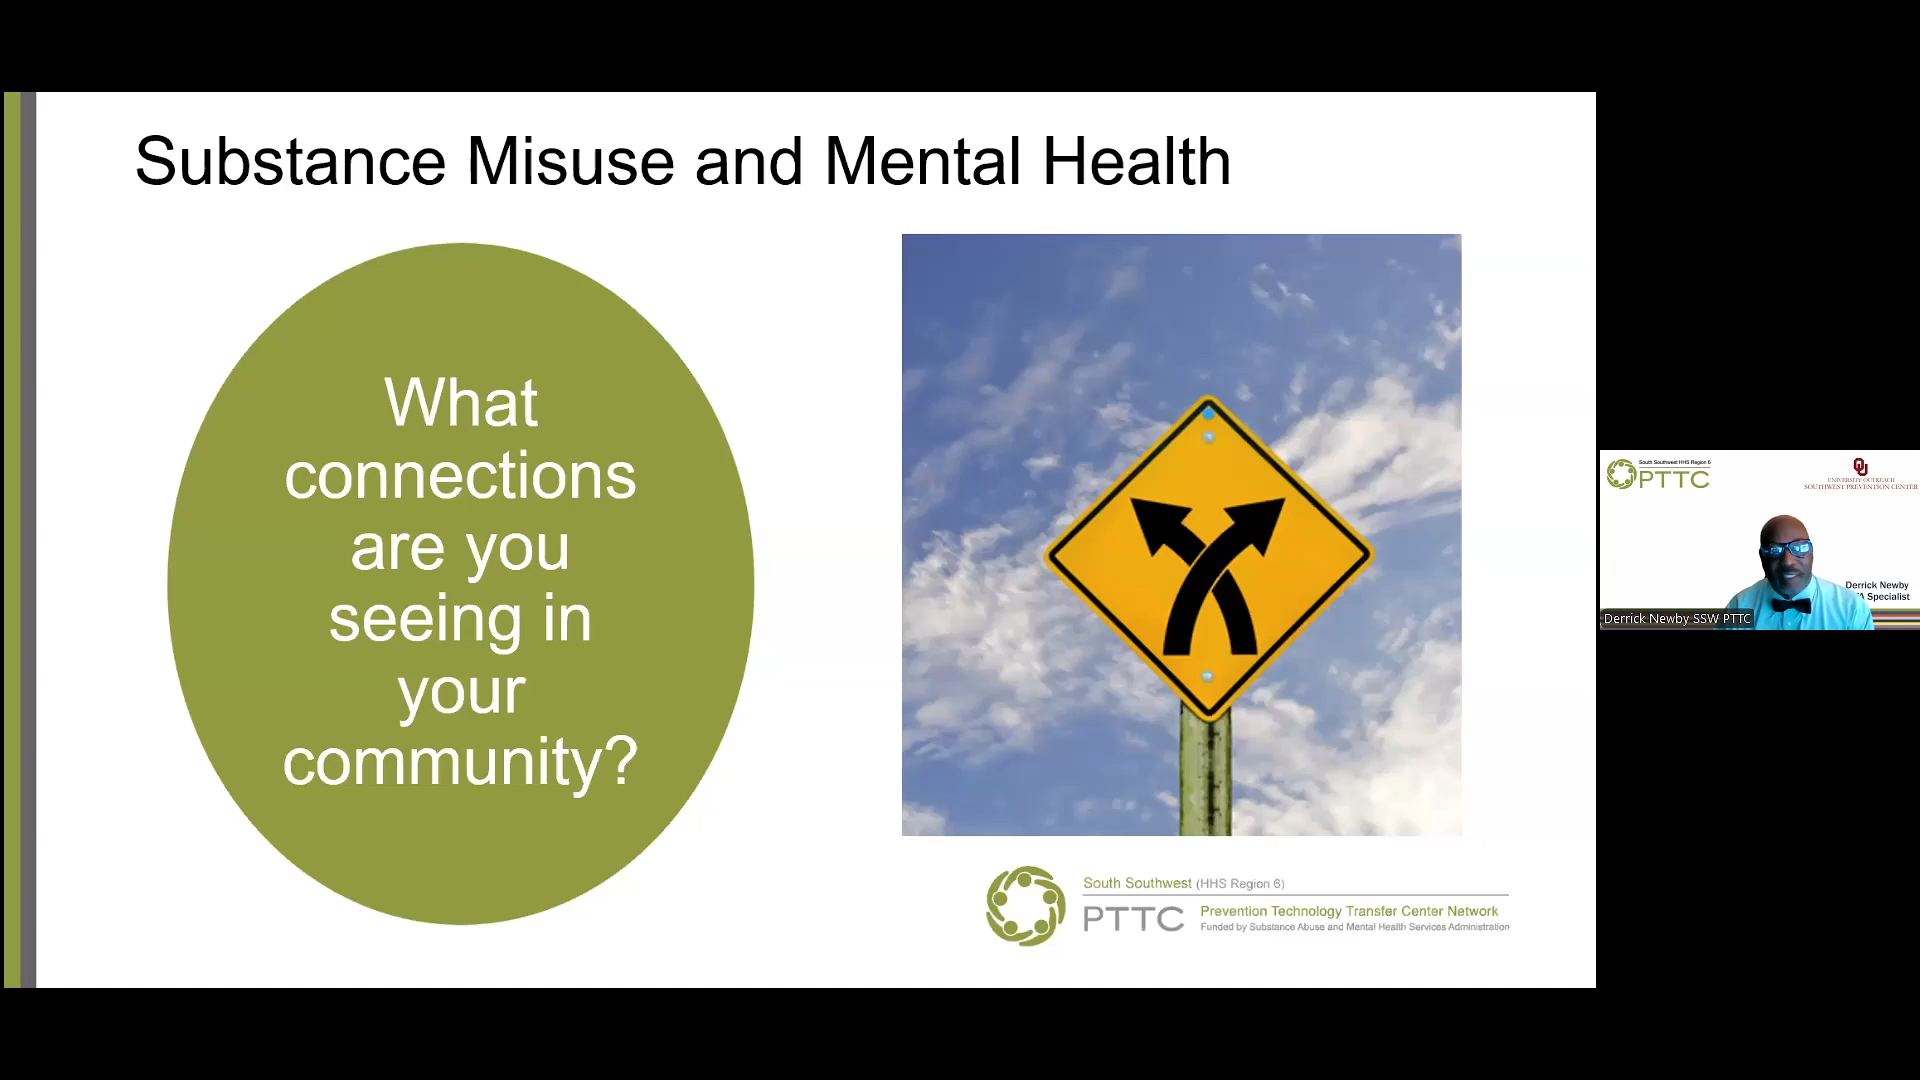 Substance Misuse and Mental Health
What
connections
are you
seeing in
your
community?
South Southwest (HHS Region 6)
PTTC
Prevention Technology Transfer Center Network
Funded by Substance Abuse and Mental Health Services Administration
South Southwest HHS Region 6
PTTC
OU
UNIVERSITY OUTREACH
SOUTHWEST PREVENTION CENTER
Derrick Newby
Specialist
Derrick Newby SSW PTTC